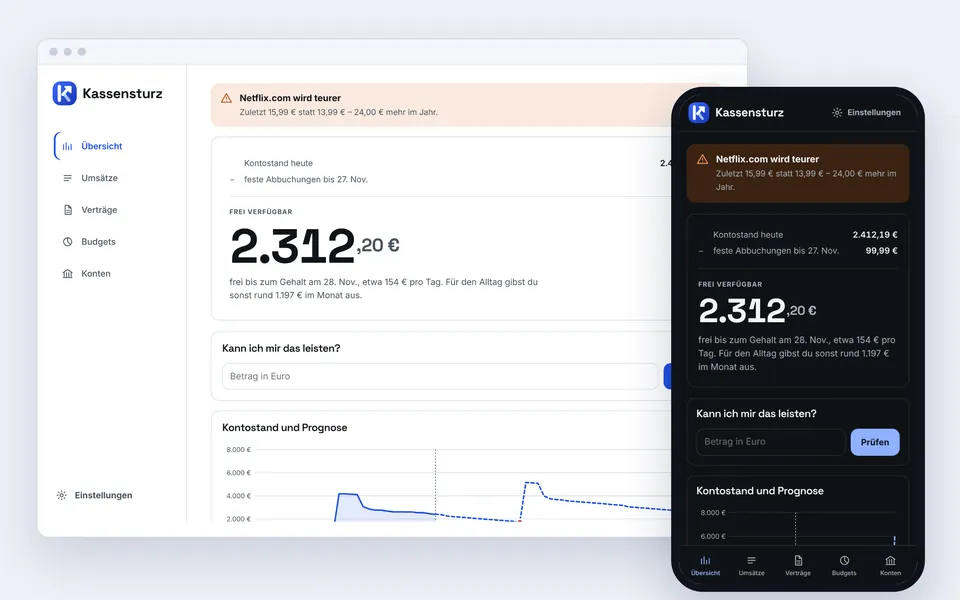 Kassensturz
Übersicht
Umsätze
Verträge
Budgets
Konten
Einstellungen
Netflix.com wird teurer
Zuletzt 15,99 € statt 13,99 € – 24,00 € mehr im Jahr.
Kontostand heute
2.4
– feste Abbuchungen bis 27. Nov.
FREI VERFÜGBAR
2.312,20 €
frei bis zum Gehalt am 28. Nov., etwa 154 € pro Tag. Für den Alltag gibst du
sonst rund 1.197 € im Monat aus.
Kann ich mir das leisten?
Betrag in Euro
Kontostand und Prognose
8.000 €
6.000 €
4.000 €
2.000 €
Kassensturz
Einstellungen
Netflix.com wird teurer
Zuletzt 15,99 € statt 13,99 € – 24,00 € mehr im
Jahr.
Kontostand heute 2.412,19 €
– feste Abbuchungen bis 27. Nov. 99,99 €
FREI VERFÜGBAR
2.312,20 €
frei bis zum Gehalt am 28. Nov., etwa 154 € pro
Tag. Für den Alltag gibst du sonst rund 1.197 €
im Monat aus.
Kann ich mir das leisten?
Betrag in Euro
Prüfen
Kontostand und Prognose
8.000 €
6.000 €
Übersicht Umsätze Verträge Budgets Konten